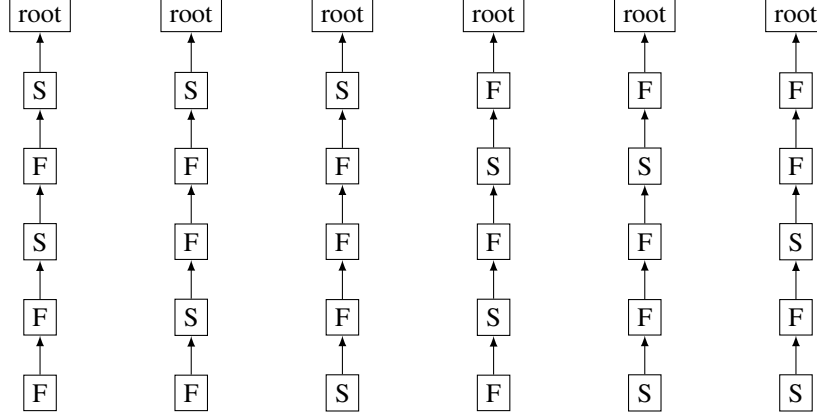 root root root root root root
S S S F F F
F F F S S F
S F F F F S
F S F S F F
F F S F S S